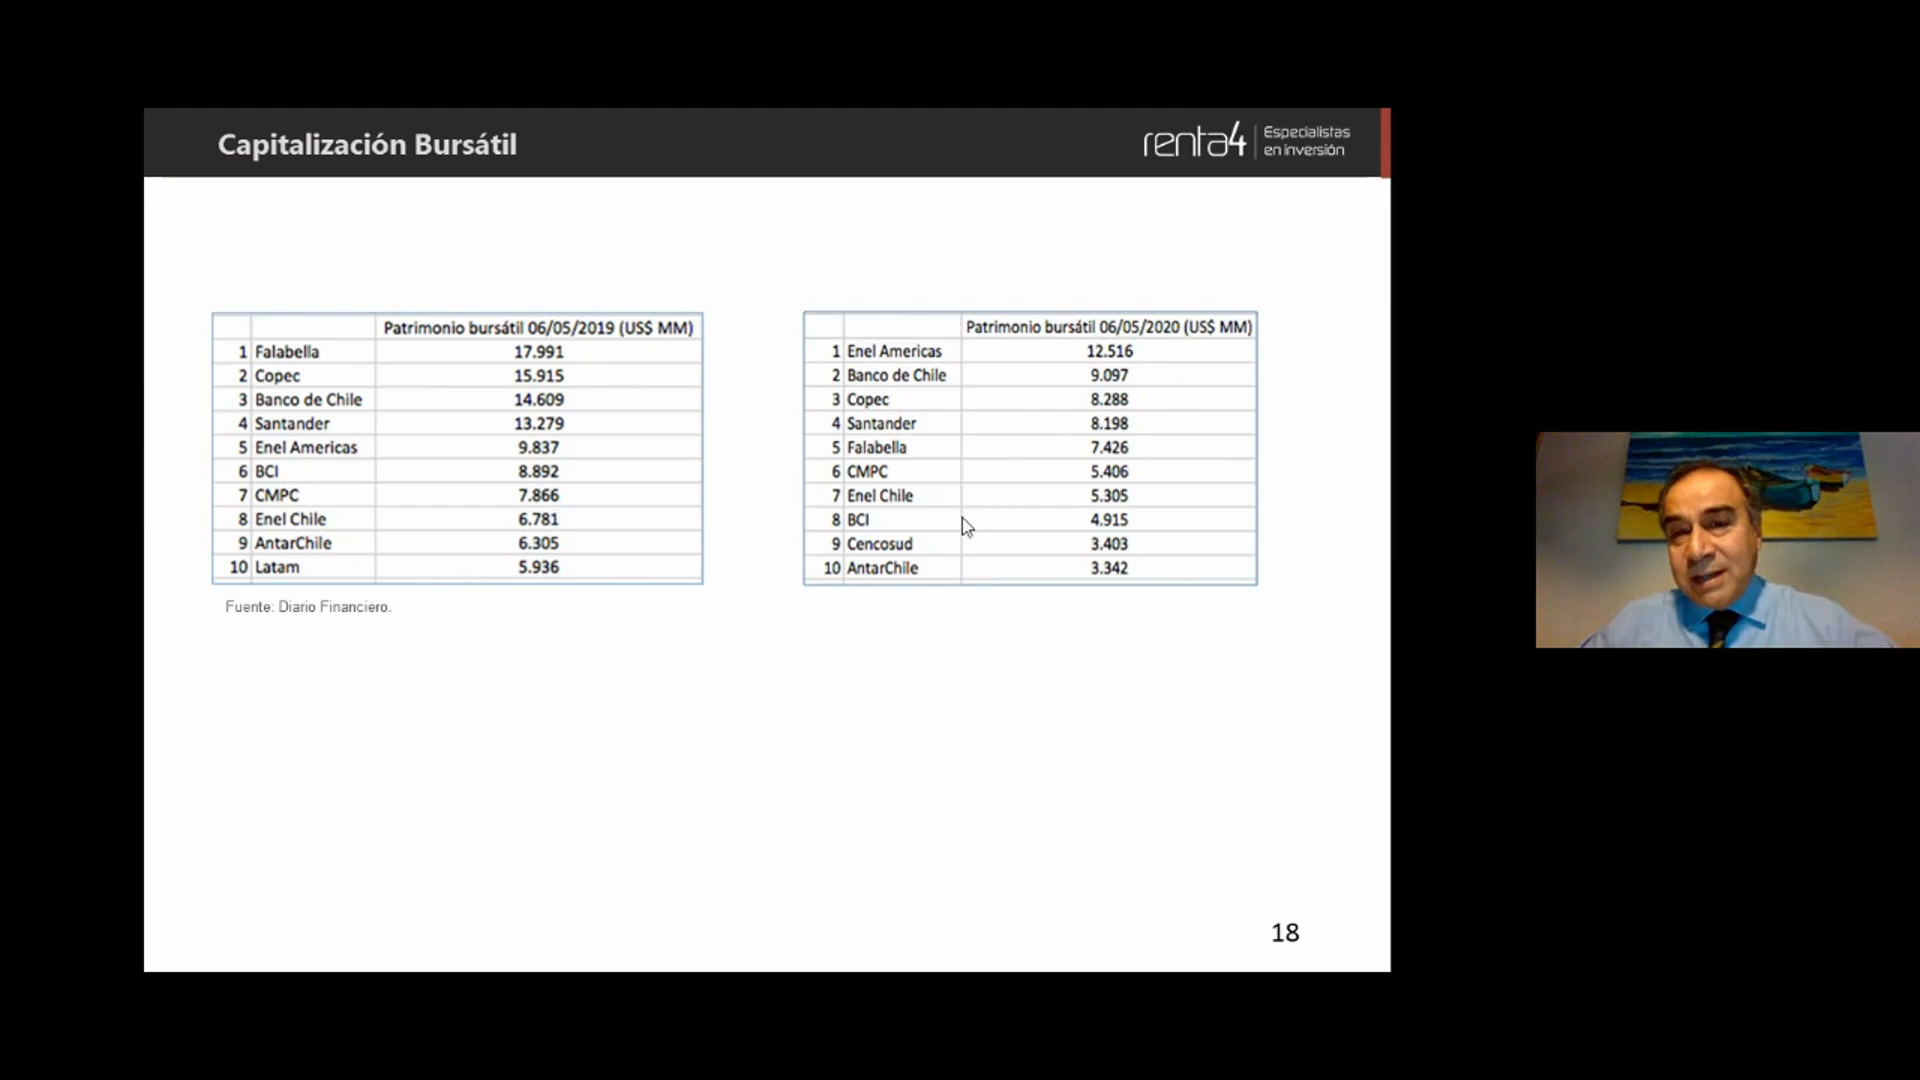 Capitalización Bursátil
renta4 Especialistas
en inversión
Patrimonio bursátil 06/05/2019 (US$ MM)
1 Falabella 17.991
2 Copec 15.915
3 Banco de Chile 14.609
4 Santander 13.279
5 Enel Americas 9.837
6 BCI 8.892
7 CMPC 7.866
8 Enel Chile 6.781
9 AntarChile 6.305
10 Latam 5.936
Fuente: Diario Financiero.
Patrimonio bursátil 06/05/2020 (US$ MM)
1 Enel Americas 12.516
2 Banco de Chile 9.097
3 Copec 8.288
4 Santander 8.198
5 Falabella 7.426
6 CMPC 5.406
7 Enel Chile 5.305
8 BCI 4.915
9 Cencosud 3.403
10 AntarChile 3.342
18